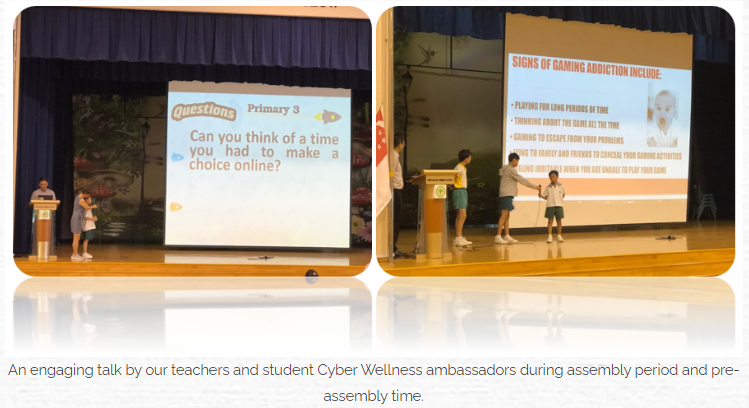 Questions
Primary 3
Can you think of a time
you had to make a
choice online?
SIGNS OF GAMING ADDICTION INCLUDE:
• PLAYING FOR LONG PERIODS OF TIME
• THINKING ABOUT THE GAME ALL THE TIME
• GAMING TO ESCAPE FROM YOUR PROBLEMS
TO FAMILY AND FRIENDS TO CONCEAL YOUR GAMING ACTIVITIES
IRRITABLE WHEN YOU ARE UNABLE TO PLAY YOUR GAME
An engaging talk by our teachers and student Cyber Wellness ambassadors during assembly period and pre-
assembly time.